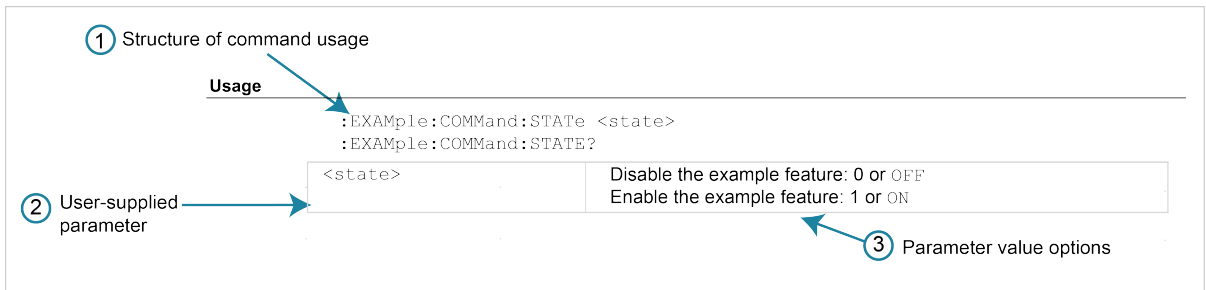 1 Structure of command usage
Usage
:EXAMple:COMMand:STATe <state>
:EXAMple:COMMand:STATE?
<state> Disable the example feature: 0 or OFF
Enable the example feature: 1 or ON
2 User-supplied
parameter
3 Parameter value options